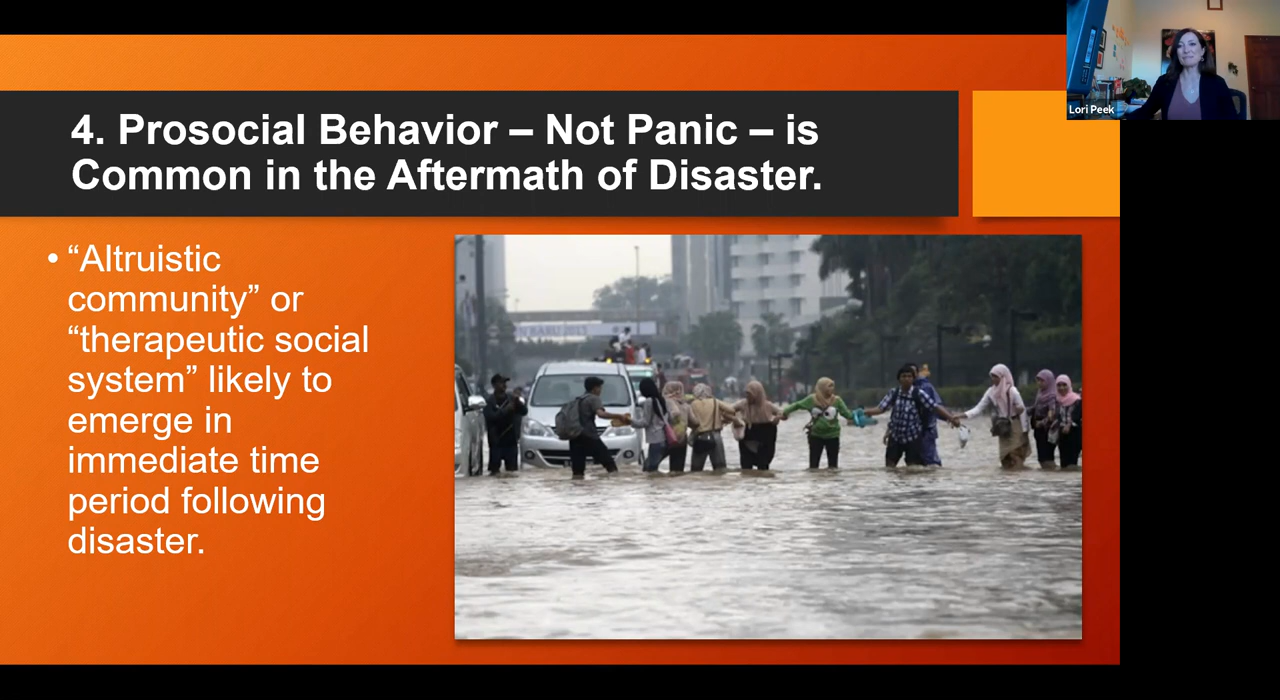 Lori Peek
4. Prosocial Behavior – Not Panic – is
Common in the Aftermath of Disaster.
• “Altruistic
community” or
“therapeutic social
system” likely to
emerge in
immediate time
period following
disaster.